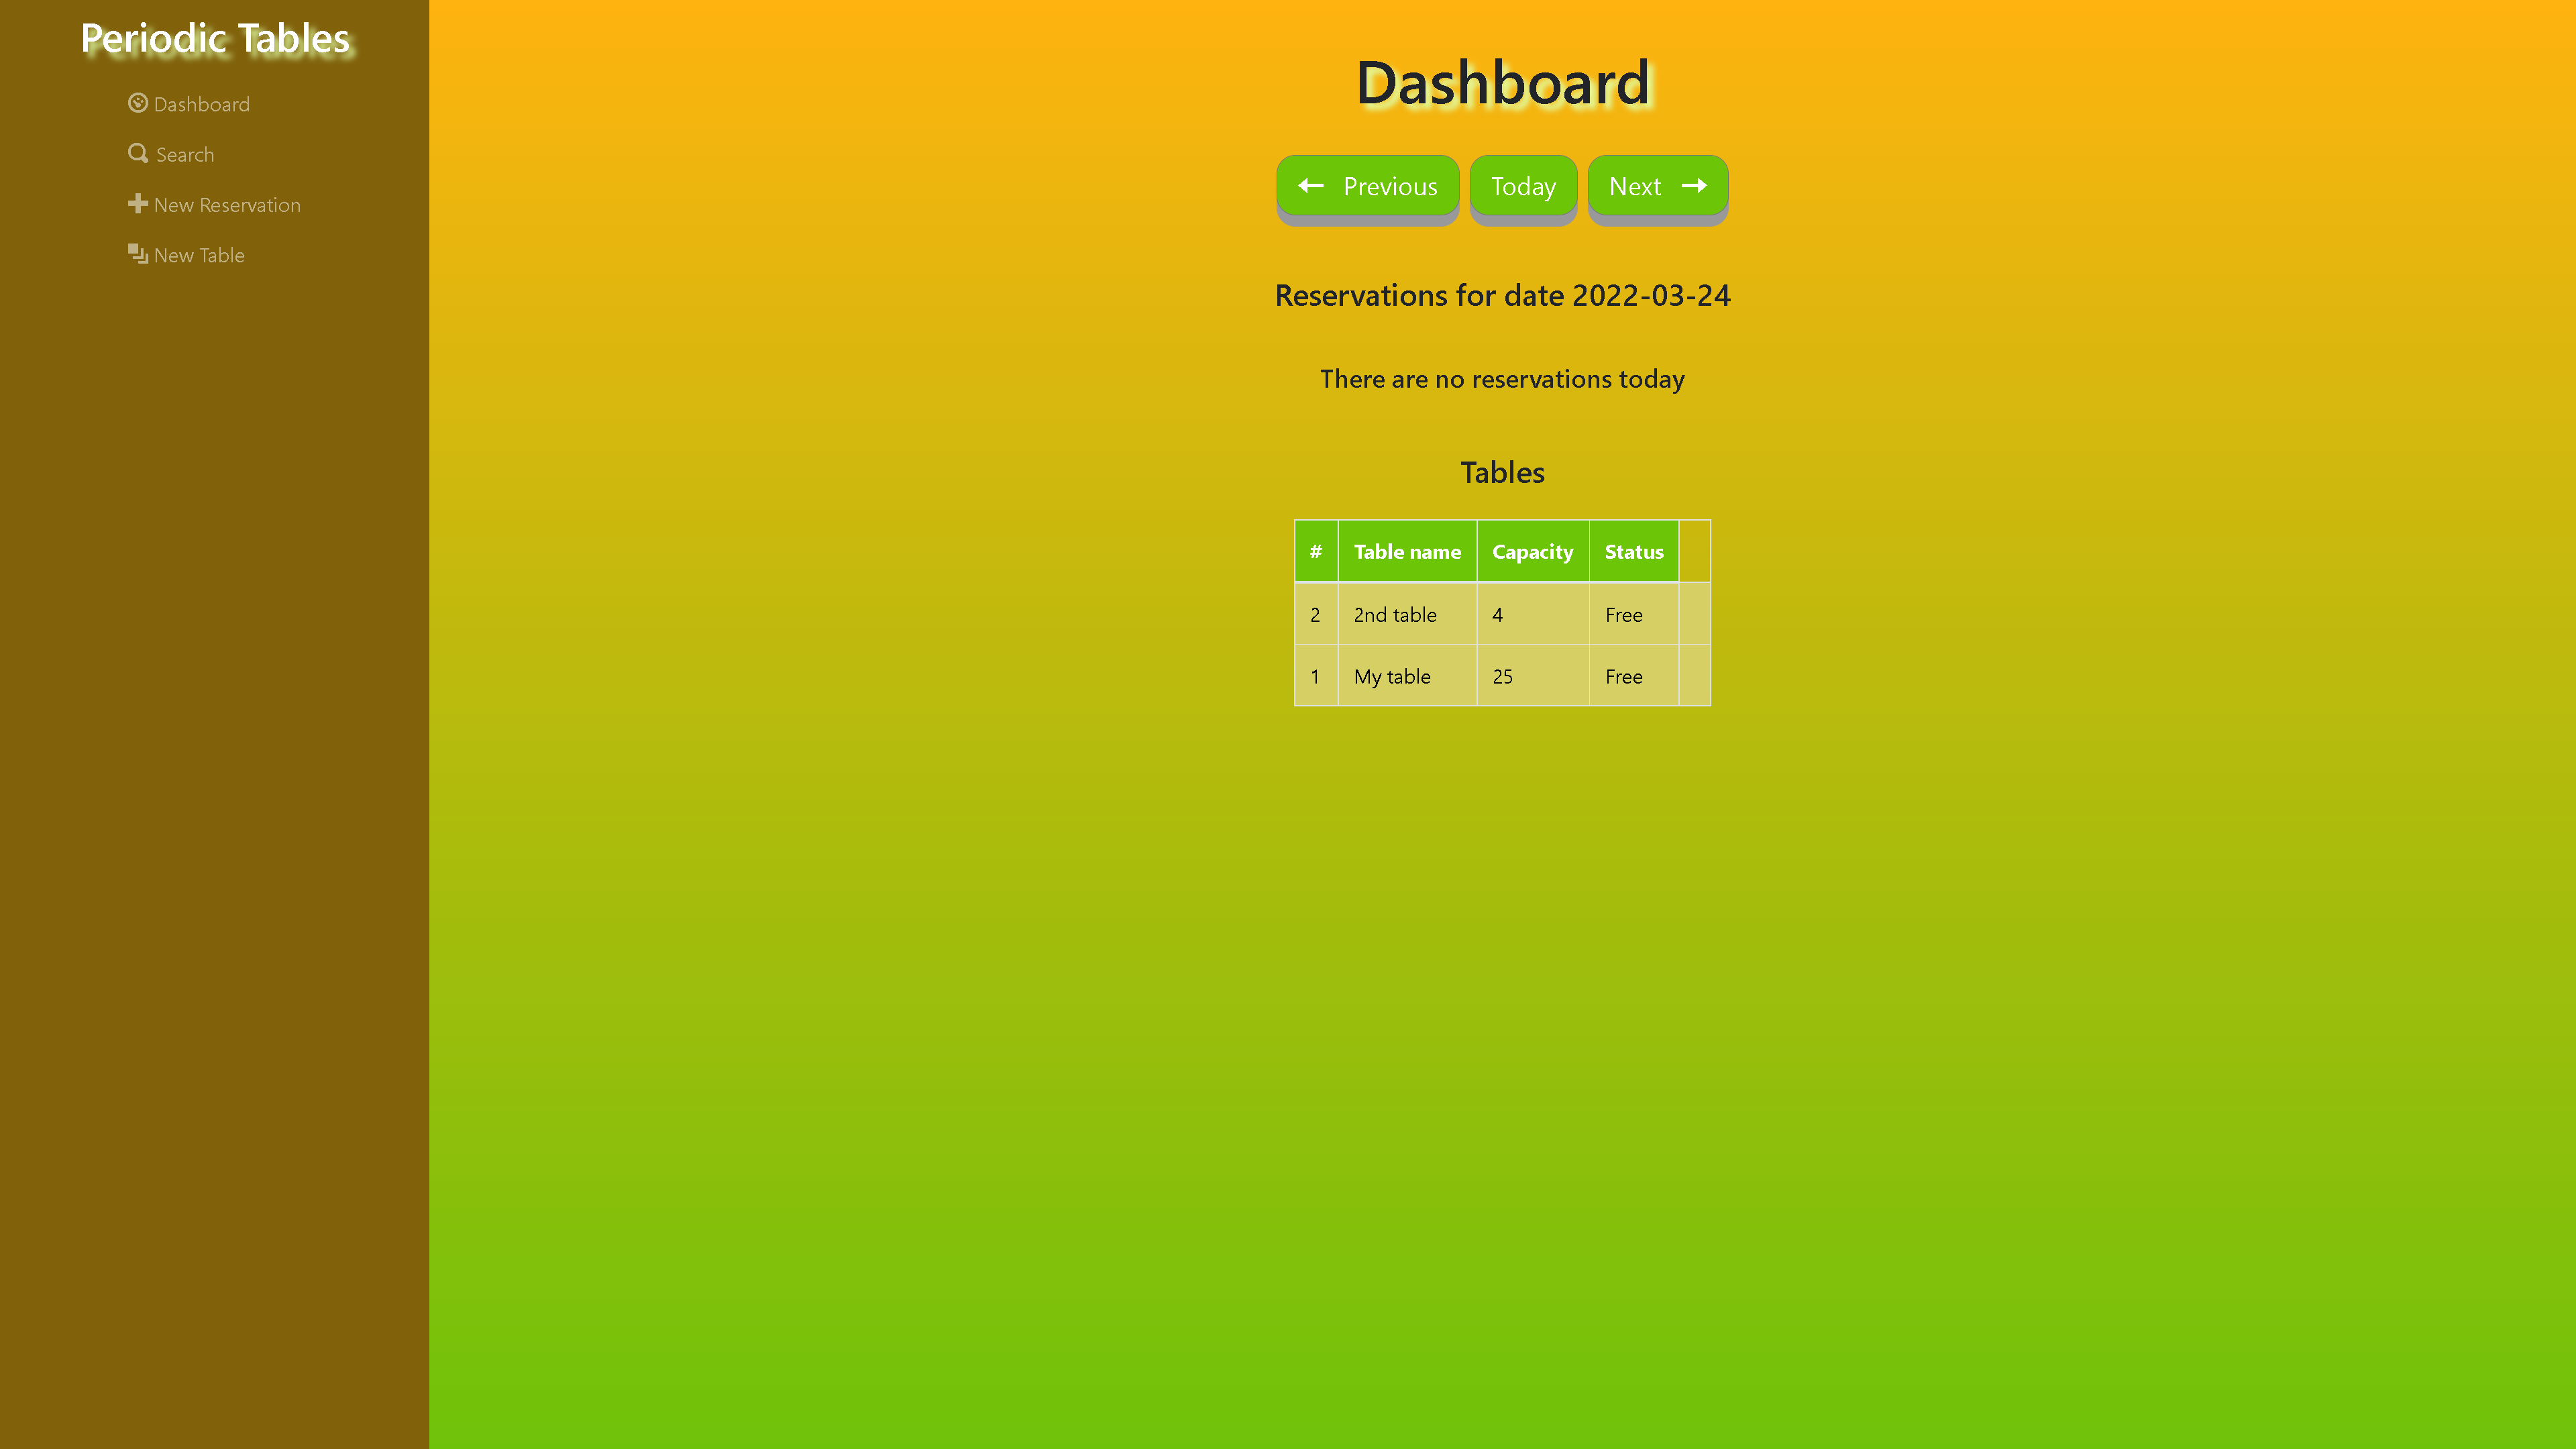 Periodic Tables
Dashboard
Search
New Reservation
New Table
Dashboard
Previous Today Next
Reservations for date 2022-03-24
There are no reservations today
Tables
# Table name Capacity Status
2 2nd table 4 Free
1 My table 25 Free